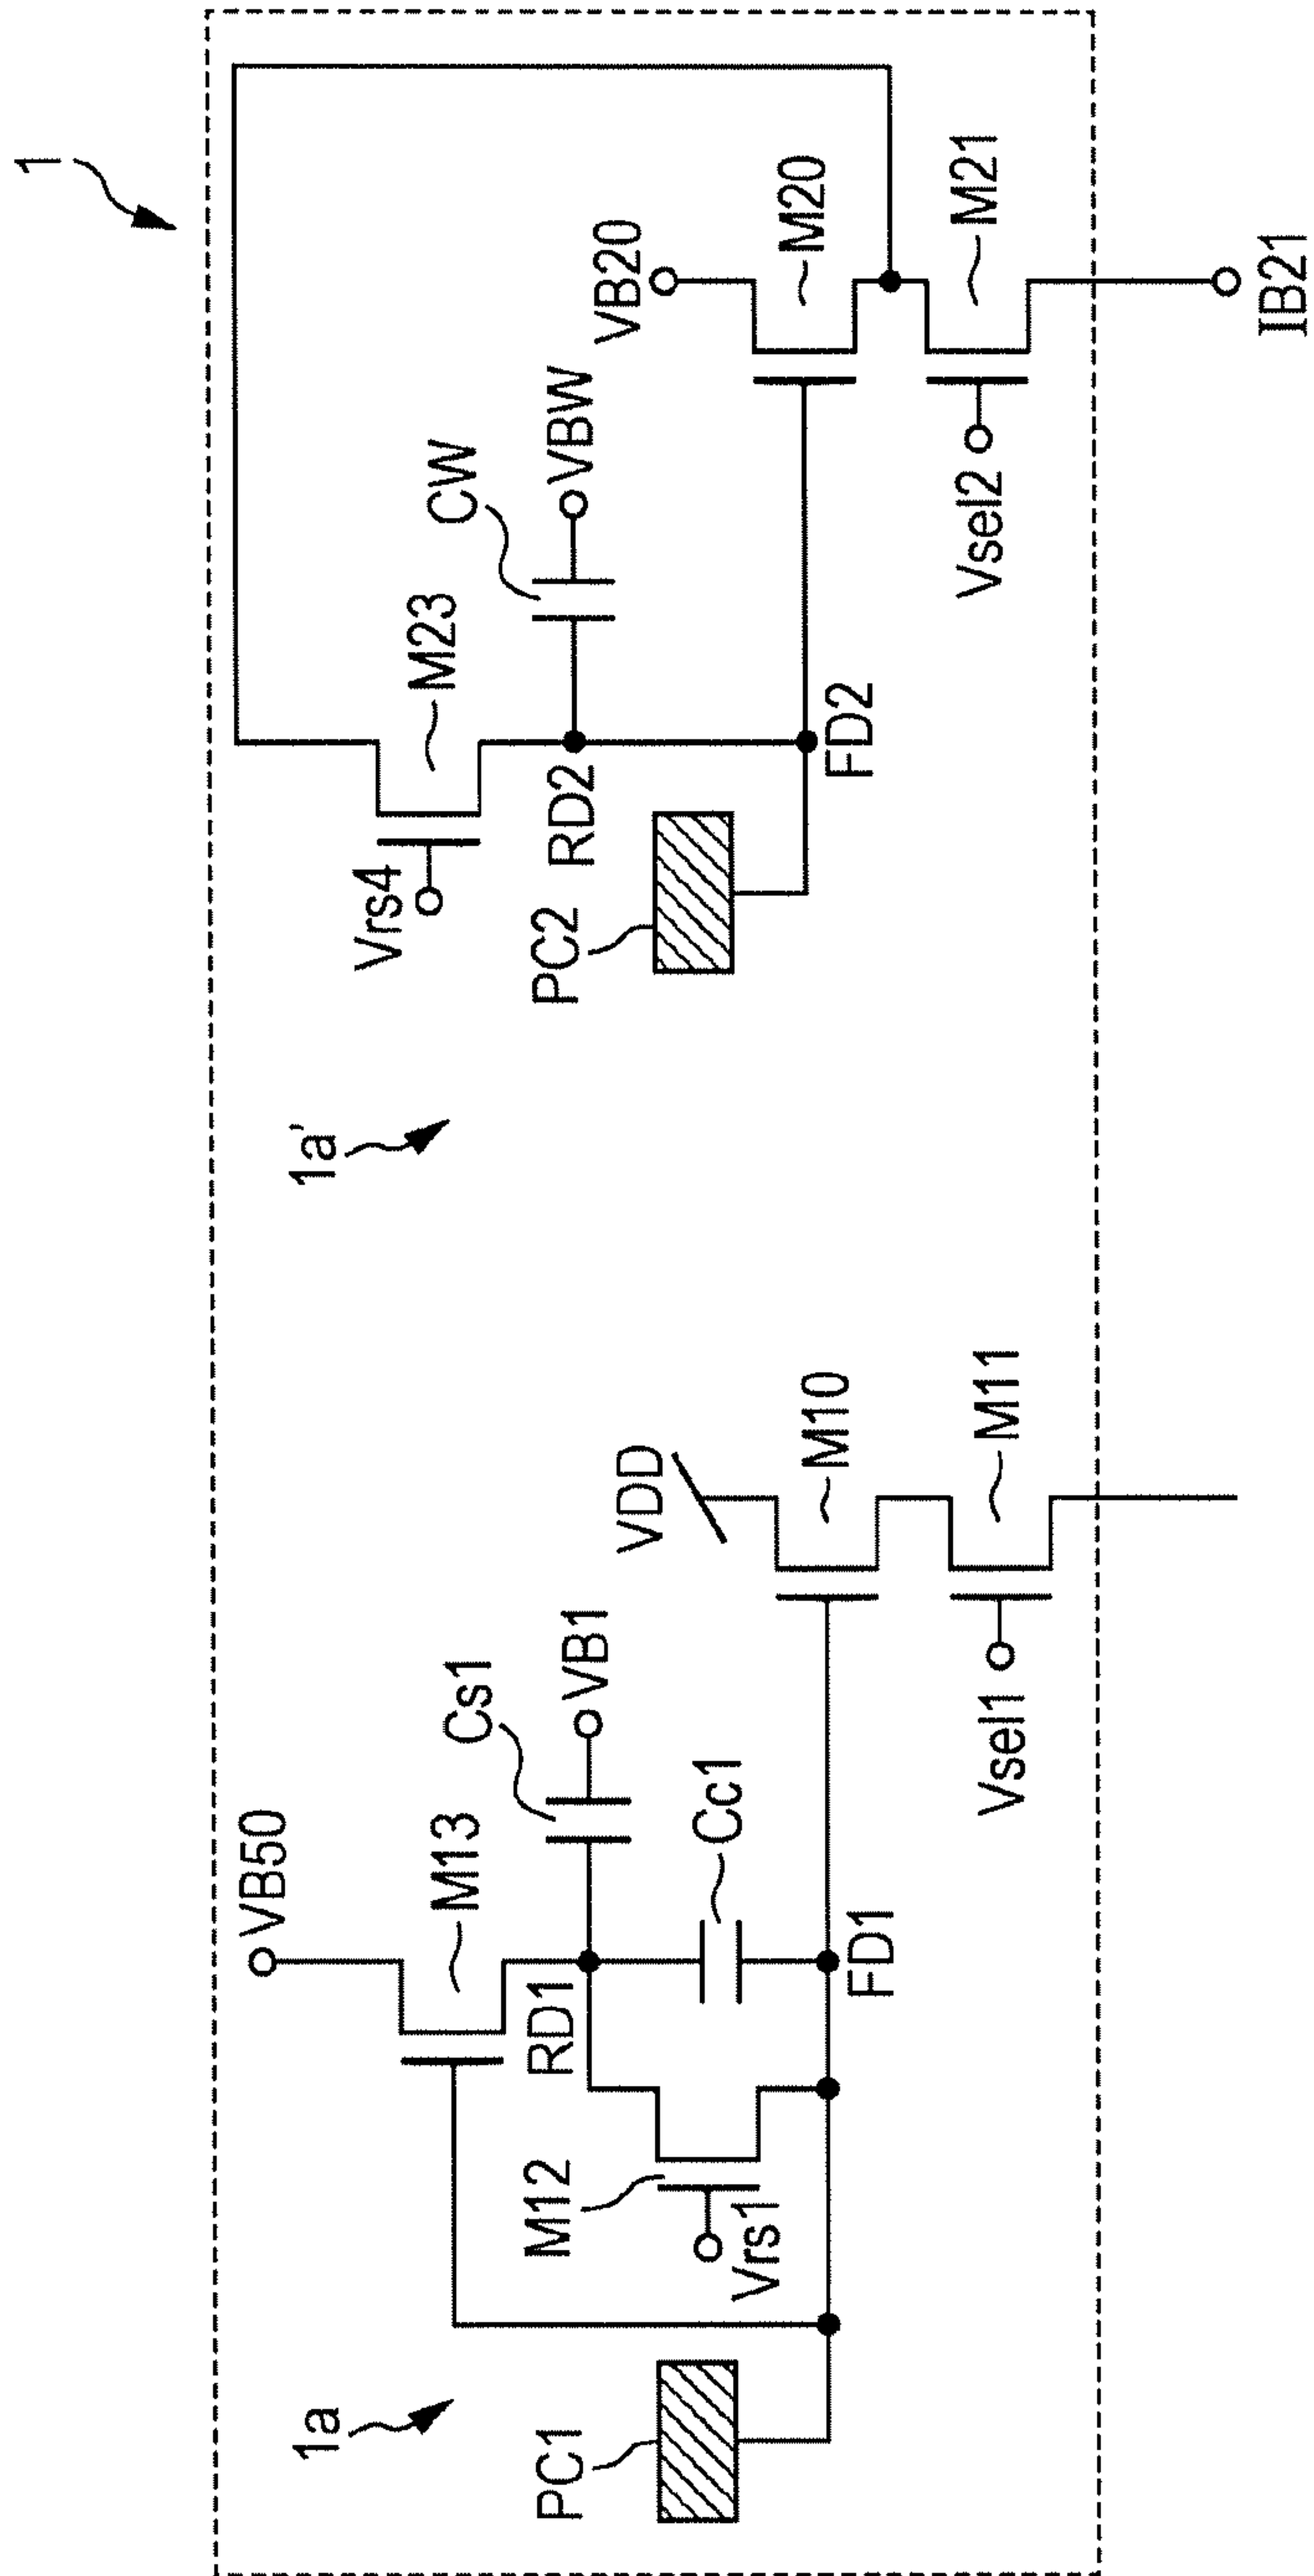 1
1a
VB50
M13
Cs1
VB1
RD1
M12
Vrs1
Cc1
PC1
FD1
VDD
M10
M11
Vsel1
1a'
Vrs4
M23
CW
VBW
RD2
PC2
FD2
VB20
M20
M21
Vsel2
IB21